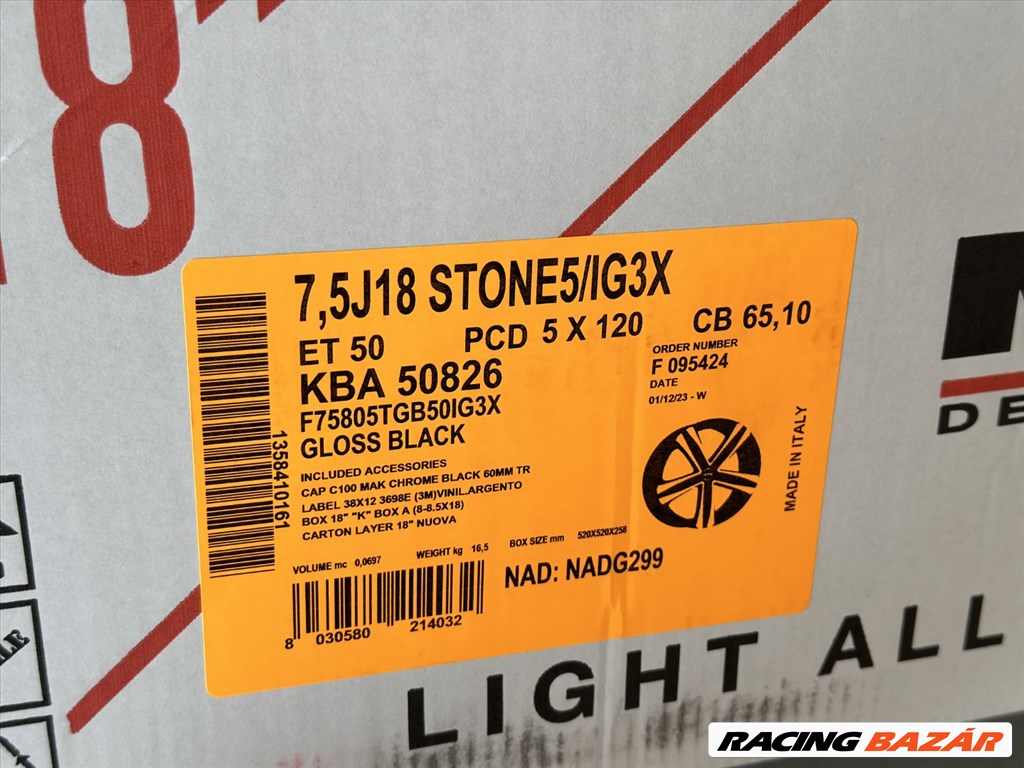 18"
7,5J18 STONE5/IG3X
ET 50 PCD 5 X 120 CB 65,10
KBA 50826
ORDER NUMBER
F 095424
F75805TGB50IG3X
DATE
01/12/23 - W
GLOSS BLACK
INCLUDED ACCESSORIES
CAP C100 MAK CHROME BLACK 60MM TR
LABEL 38X12 3698E (3M)VINIL.ARGENTO
BOX 18" "K" BOX A (8-8.5X18)
CARTON LAYER 18" NUOVA
1358410161
MADE IN ITALY
VOLUME mc 0,0697 WEIGHT kg 16,5 BOX SIZE mm 520X520X258
NAD: NADG299
8 030580 214032
LIGHT ALL
RACING BAZÁR